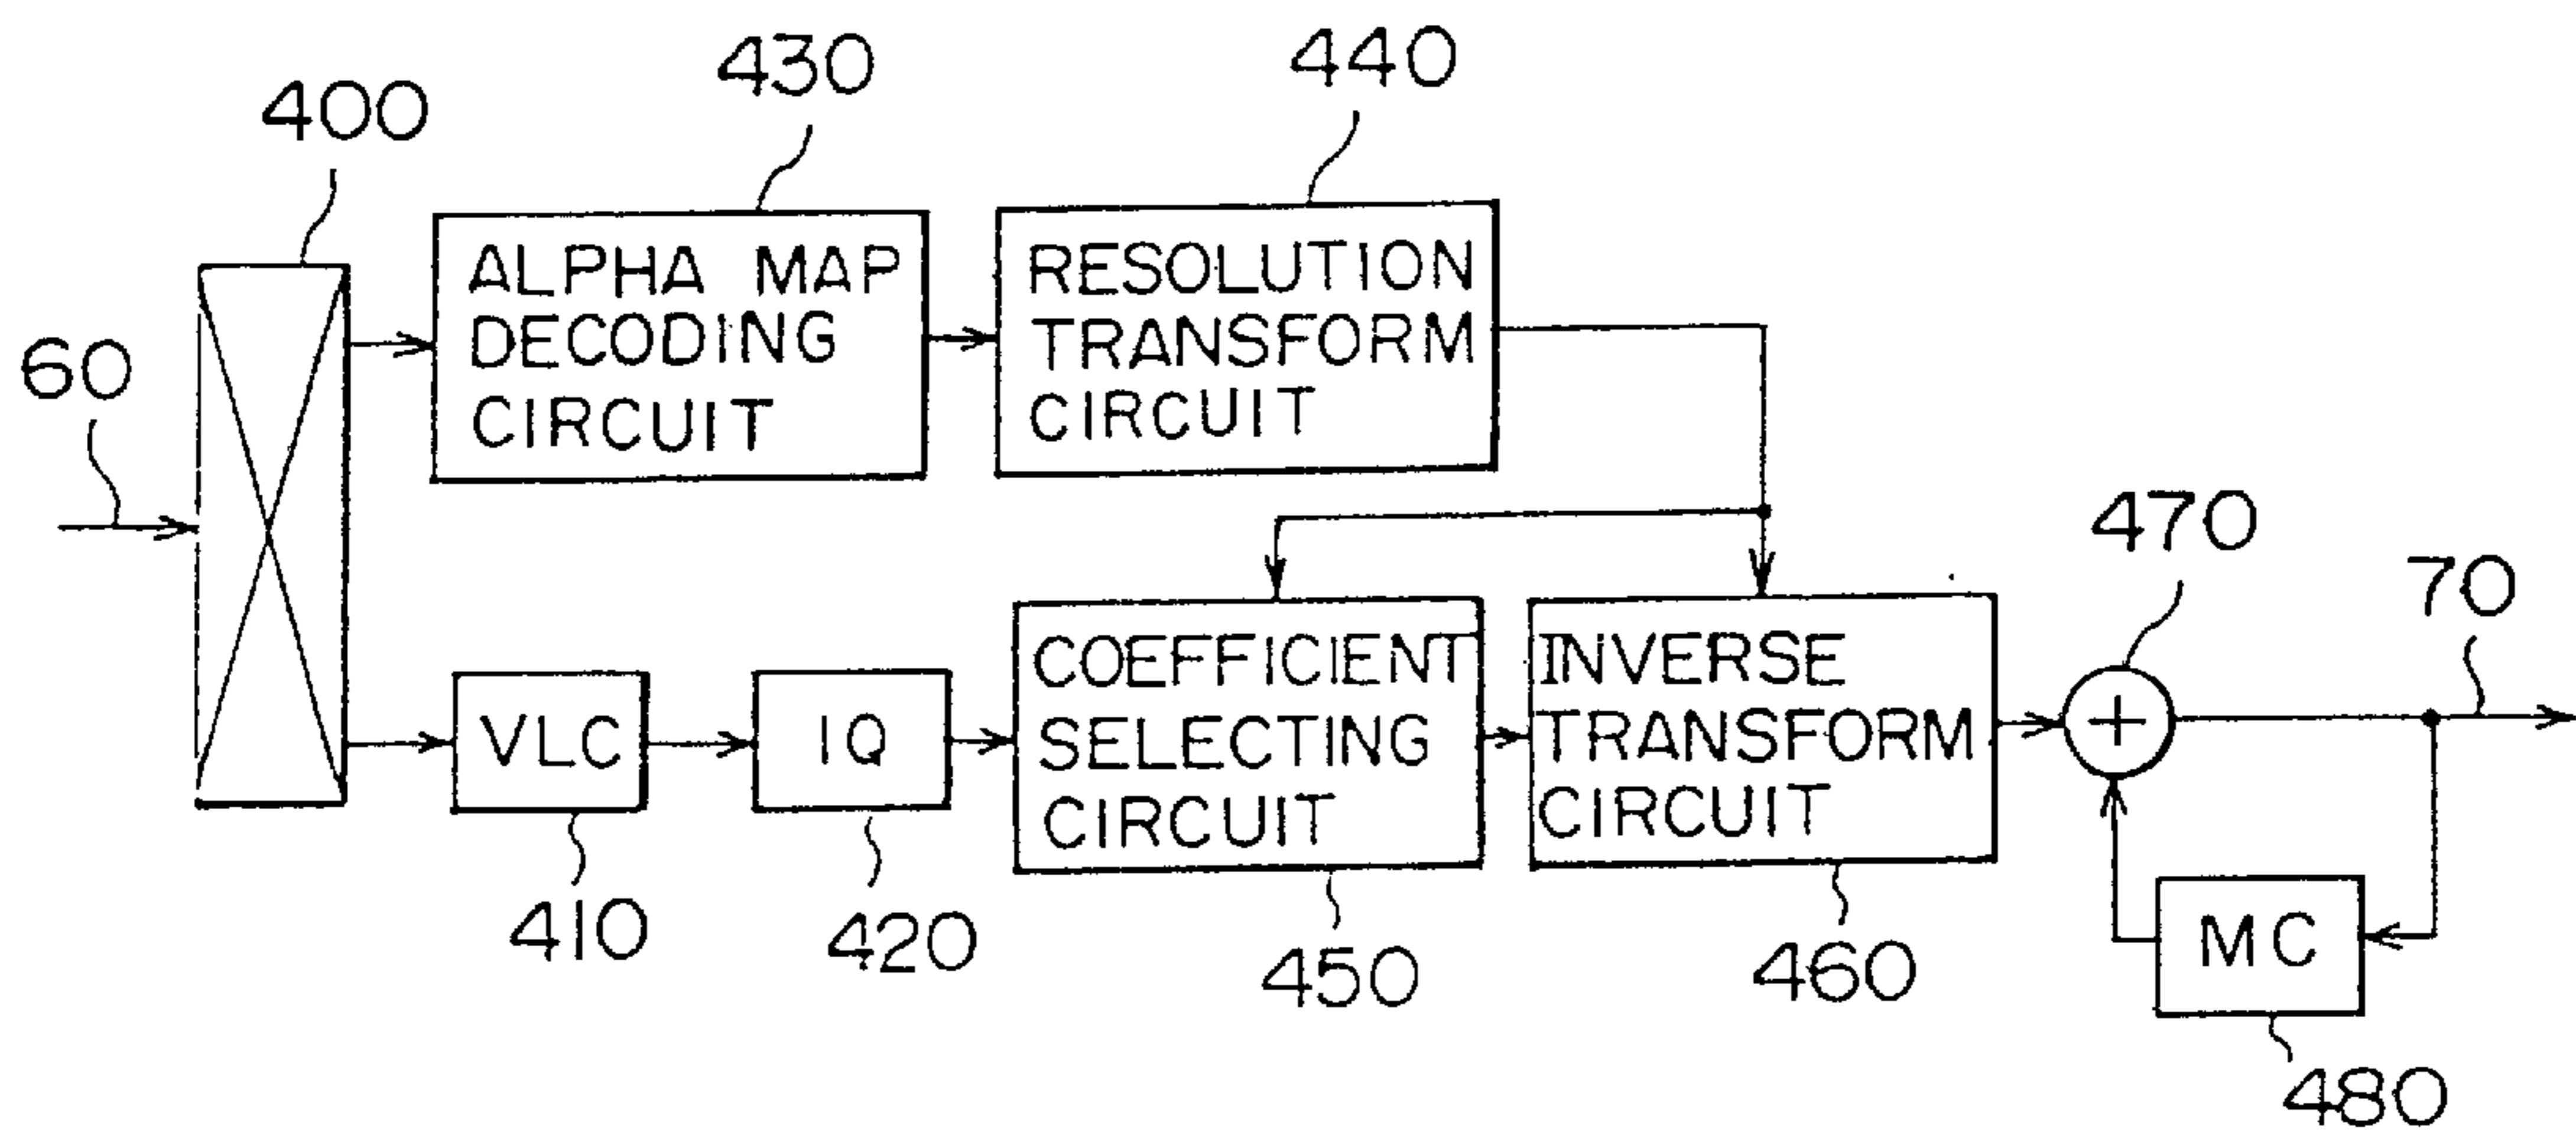 400
430
440
60
ALPHA MAP
DECODING
CIRCUIT
RESOLUTION
TRANSFORM
CIRCUIT
470
70
VLC
IQ
COEFFICIENT
SELECTING
CIRCUIT
INVERSE
TRANSFORM
CIRCUIT
+
MC
410
420
450
460
480